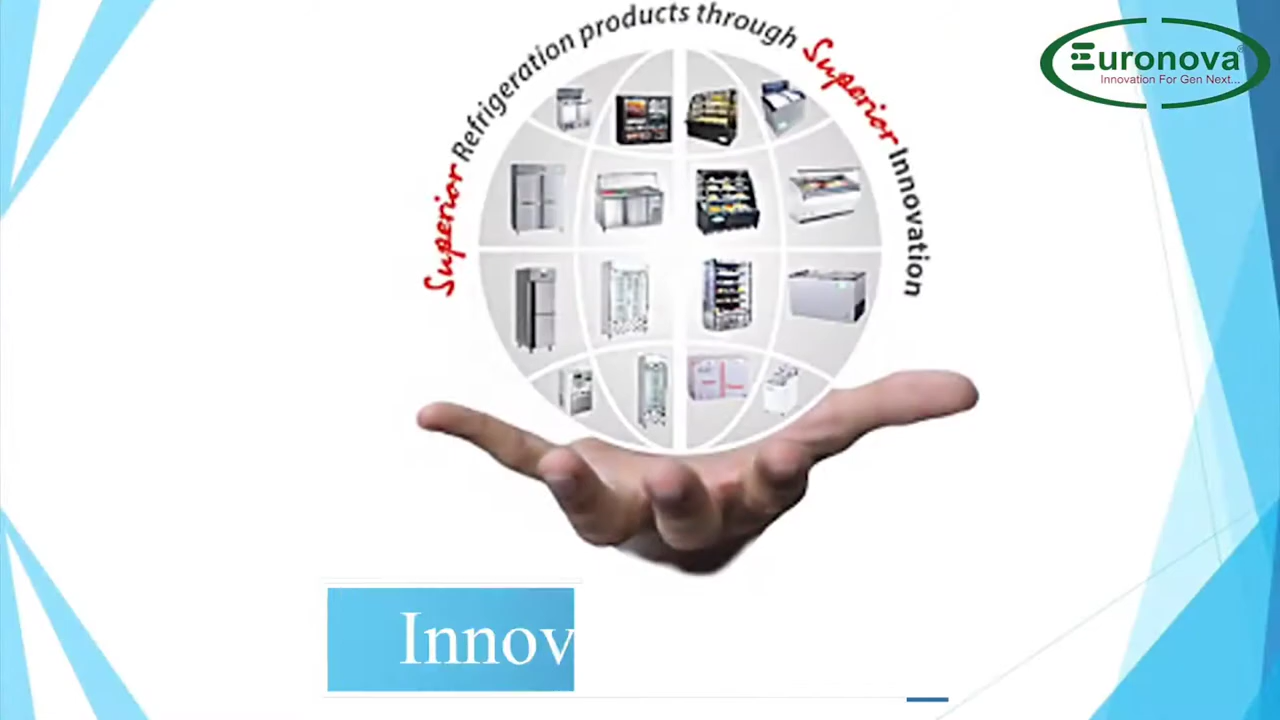 Superior Refrigeration products through Superior Innovation
Euronova®
Innovation For Gen Next...
Innov